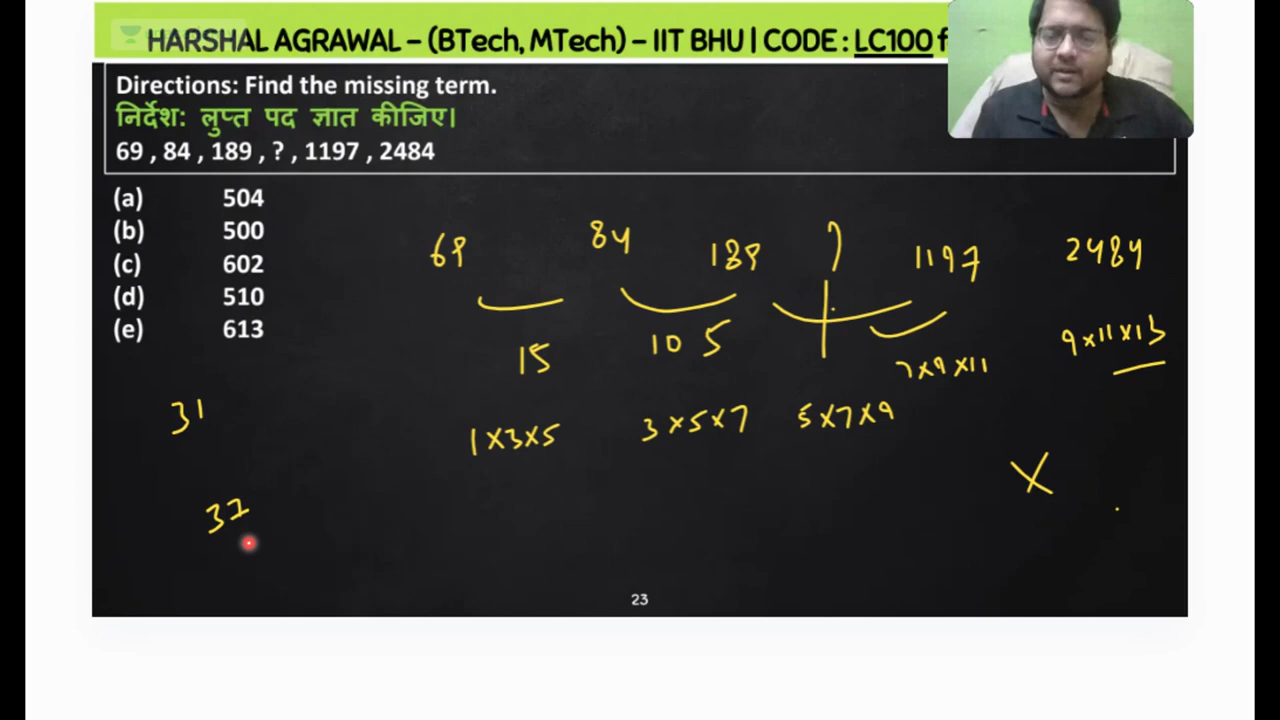 HARSHAL AGRAWAL – (BTech, MTech) – IIT BHU | CODE : LC100 f
Directions: Find the missing term.
निर्देश: लुप्त पद ज्ञात कीजिए।
69 , 84 , 189 , ? , 1197 , 2484
(a) 504
(b) 500
(c) 602
(d) 510
(e) 613
69 84 189 ? 1197 2484
15 105 7x9x11 9x11x13
1x3x5 3x5x7 5x7x9
31
37
23